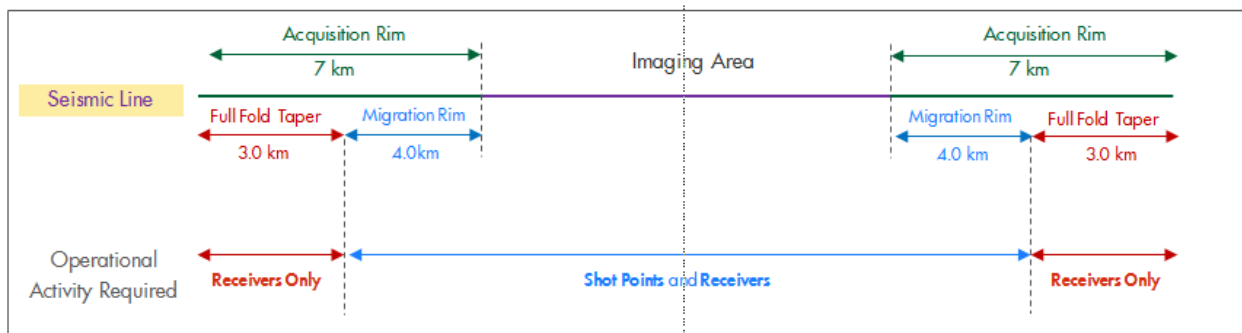 Acquisition Rim
7 km
Imaging Area
Acquisition Rim
7 km
Seismic Line
Full Fold Taper
3.0 km
Migration Rim
4.0km
Migration Rim
4.0 km
Full Fold Taper
3.0 km
Operational
Activity Required
Receivers Only
Shot Points and Receivers
Receivers Only